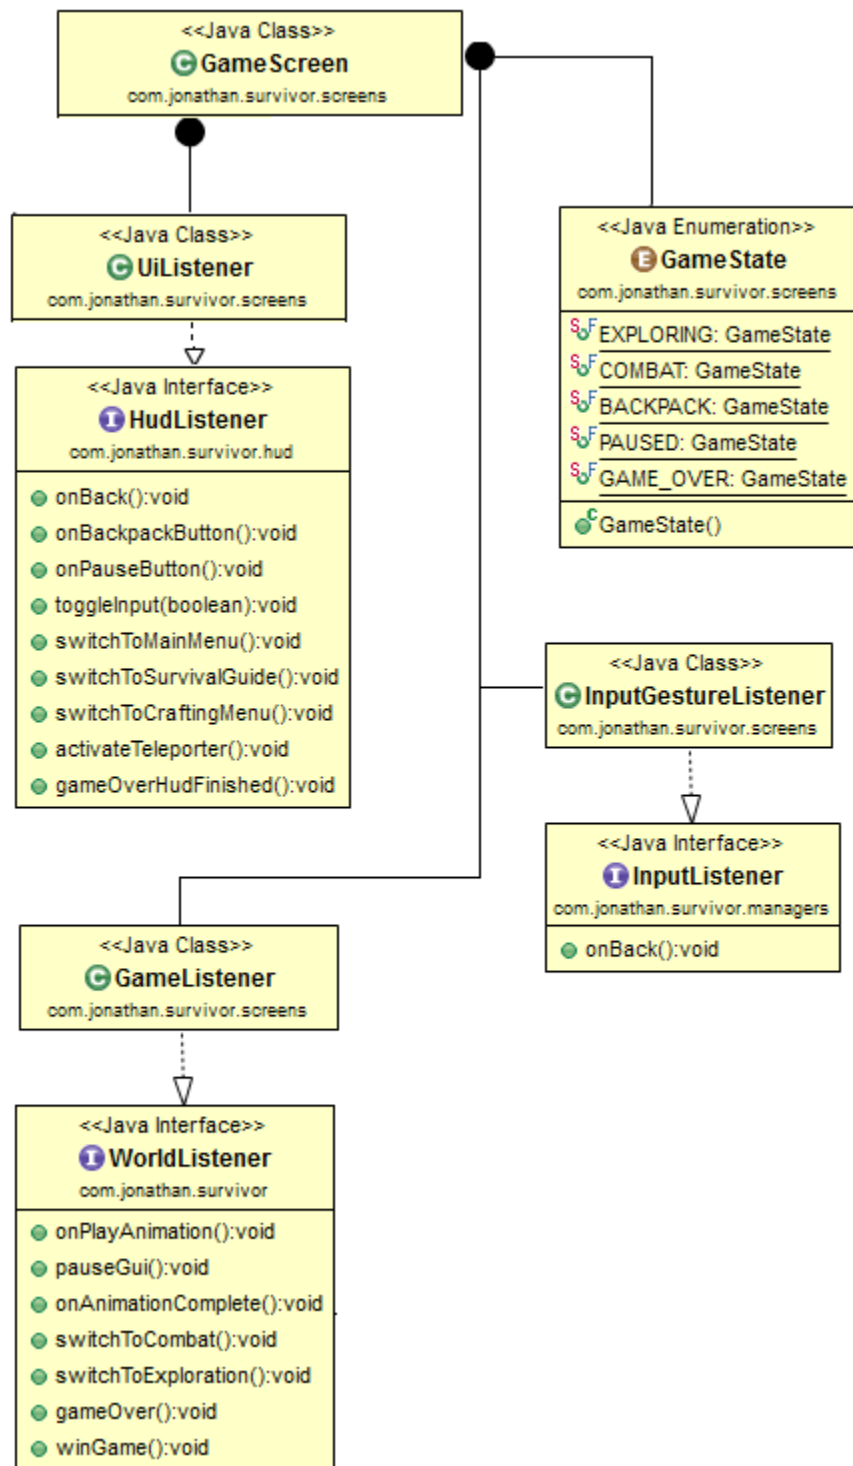 <<Java Class>>
GameScreen
com.jonathan.survivor.screens
<<Java Class>>
UiListener
com.jonathan.survivor.screens
<<Java Interface>>
HudListener
com.jonathan.survivor.hud
onBack():void
onBackpackButton():void
onPauseButton():void
toggleInput(boolean):void
switchToMainMenu():void
switchToSurvivalGuide():void
switchToCraftingMenu():void
activateTeleporter():void
gameOverHudFinished():void
<<Java Enumeration>>
GameState
com.jonathan.survivor.screens
EXPLORING: GameState
COMBAT: GameState
BACKPACK: GameState
PAUSED: GameState
GAME_OVER: GameState
GameState()
<<Java Class>>
InputGestureListener
com.jonathan.survivor.screens
<<Java Interface>>
InputListener
com.jonathan.survivor.managers
onBack():void
<<Java Class>>
GameListener
com.jonathan.survivor.screens
<<Java Interface>>
WorldListener
com.jonathan.survivor
onPlayAnimation():void
pauseGui():void
onAnimationComplete():void
switchToCombat():void
switchToExploration():void
gameOver():void
winGame():void